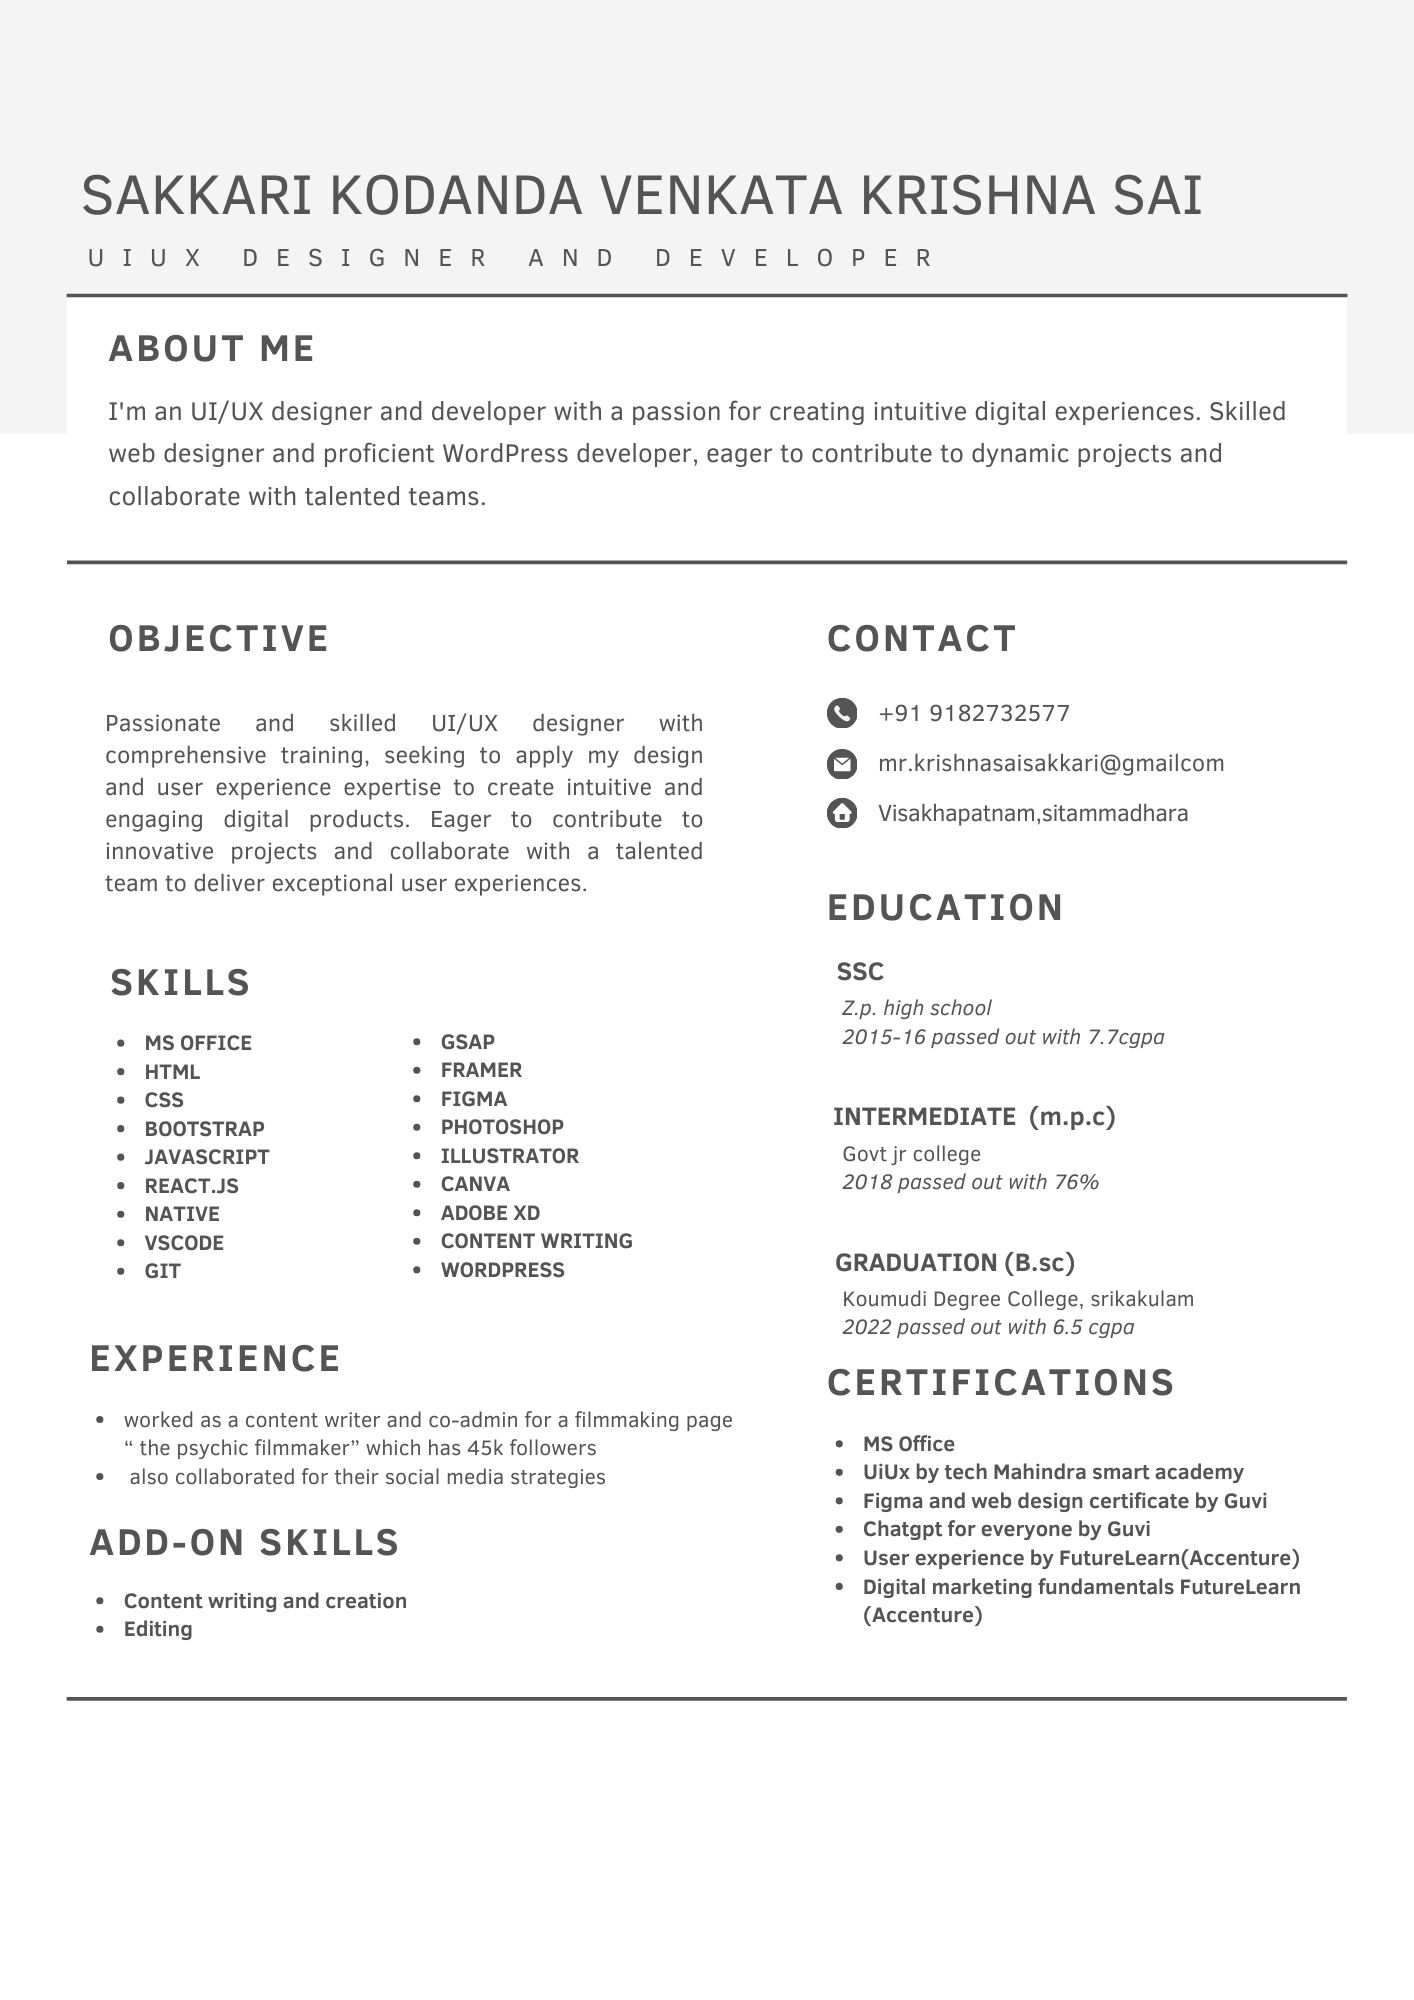 SAKKARI KODANDA VENKATA KRISHNA SAI
UIUX DESIGNER AND DEVELOPER
ABOUT ME
I'm an UI/UX designer and developer with a passion for creating intuitive digital experiences. Skilled
web designer and proficient WordPress developer, eager to contribute to dynamic projects and
collaborate with talented teams.
OBJECTIVE
Passionate and skilled UI/UX designer with
comprehensive training, seeking to apply my design
and user experience expertise to create intuitive and
engaging digital products. Eager to contribute to
innovative projects and collaborate with a talented
team to deliver exceptional user experiences.
SKILLS
• MS OFFICE
• HTML
• CSS
• BOOTSTRAP
• JAVASCRIPT
• REACT.JS
• NATIVE
• VSCODE
• GIT
• GSAP
• FRAMER
• FIGMA
• PHOTOSHOP
• ILLUSTRATOR
• CANVA
• ADOBE XD
• CONTENT WRITING
• WORDPRESS
EXPERIENCE
• worked as a content writer and co-admin for a filmmaking page
“ the psychic filmmaker” which has 45k followers
• also collaborated for their social media strategies
ADD-ON SKILLS
• Content writing and creation
• Editing
CONTACT
+91 9182732577
mr.krishnasaisakkari@gmailcom
Visakhapatnam,sitammadhara
EDUCATION
SSC
Z.p. high school
2015-16 passed out with 7.7cgpa
INTERMEDIATE (m.p.c)
Govt jr college
2018 passed out with 76%
GRADUATION (B.sc)
Koumudi Degree College, srikakulam
2022 passed out with 6.5 cgpa
CERTIFICATIONS
• MS Office
• UiUx by tech Mahindra smart academy
• Figma and web design certificate by Guvi
• Chatgpt for everyone by Guvi
• User experience by FutureLearn(Accenture)
• Digital marketing fundamentals FutureLearn
(Accenture)